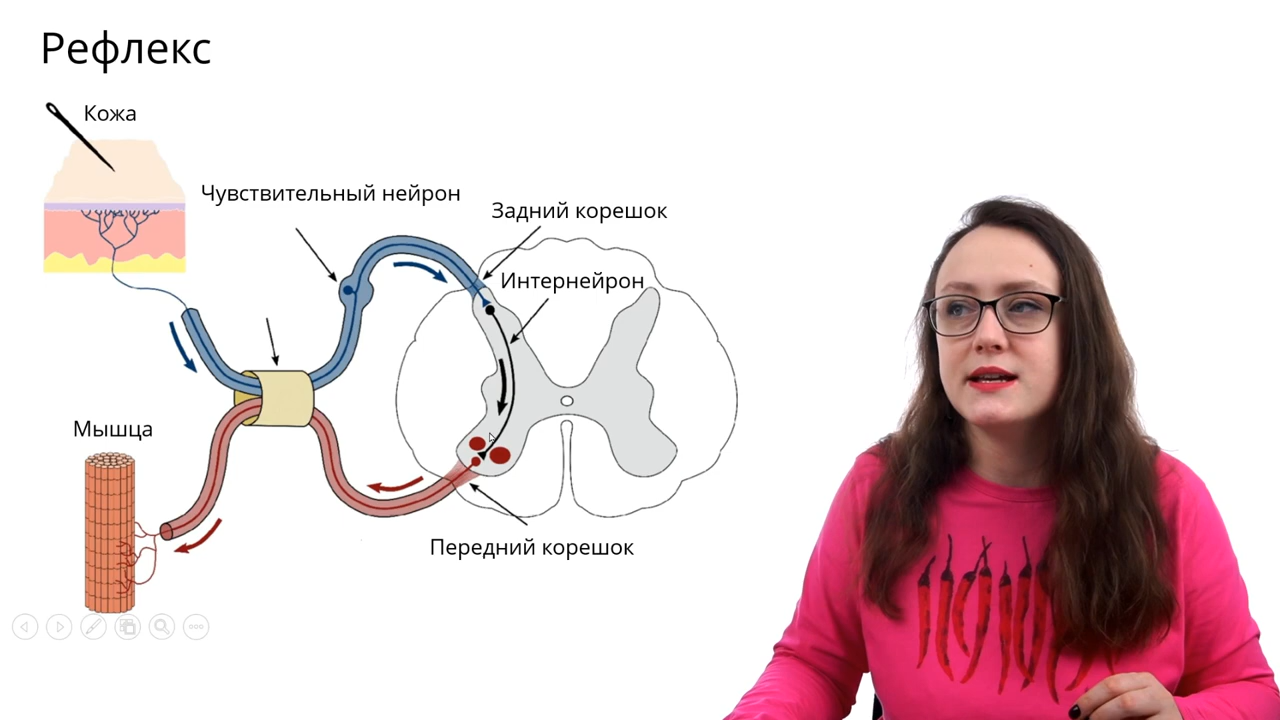 Рефлекс
Кожа
Чувствительный нейрон
Задний корешок
Интернейрон
Мышца
Передний корешок